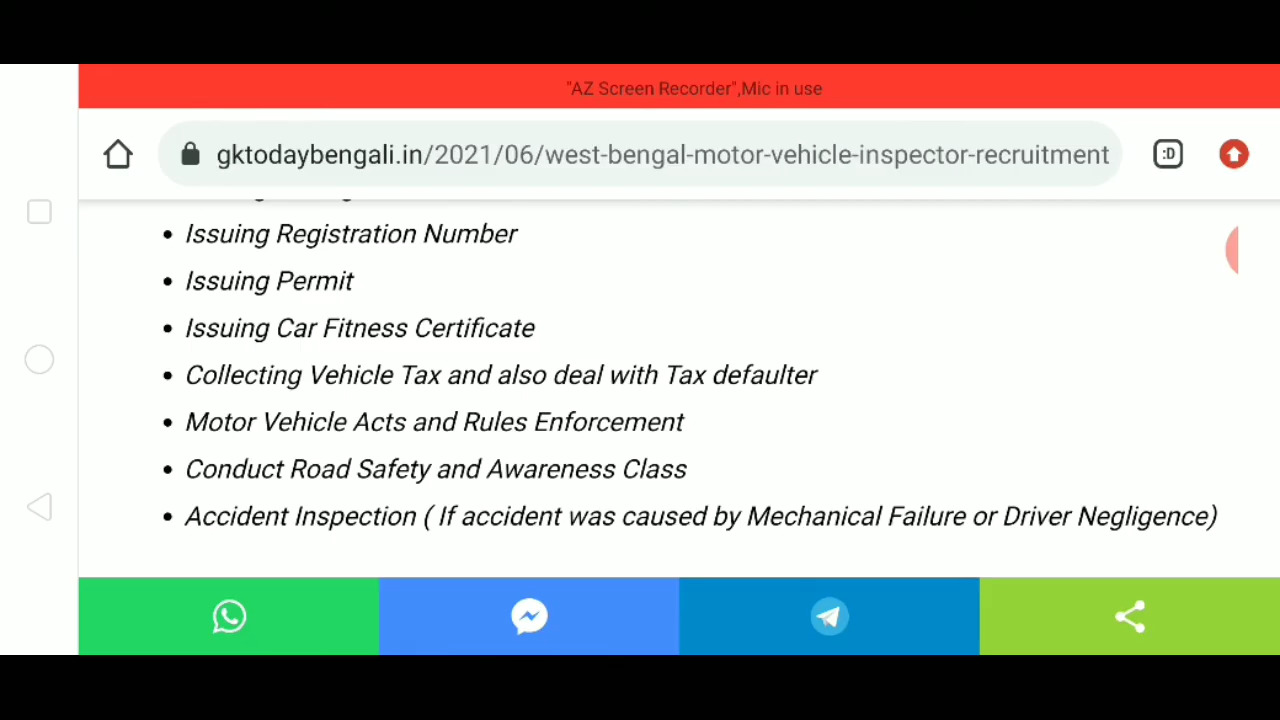 "AZ Screen Recorder",Mic in use
gktodaybengali.in/2021/06/west-bengal-motor-vehicle-inspector-recruitment
:D
• Issuing Registration Number
• Issuing Permit
• Issuing Car Fitness Certificate
• Collecting Vehicle Tax and also deal with Tax defaulter
• Motor Vehicle Acts and Rules Enforcement
• Conduct Road Safety and Awareness Class
• Accident Inspection ( If accident was caused by Mechanical Failure or Driver Negligence)